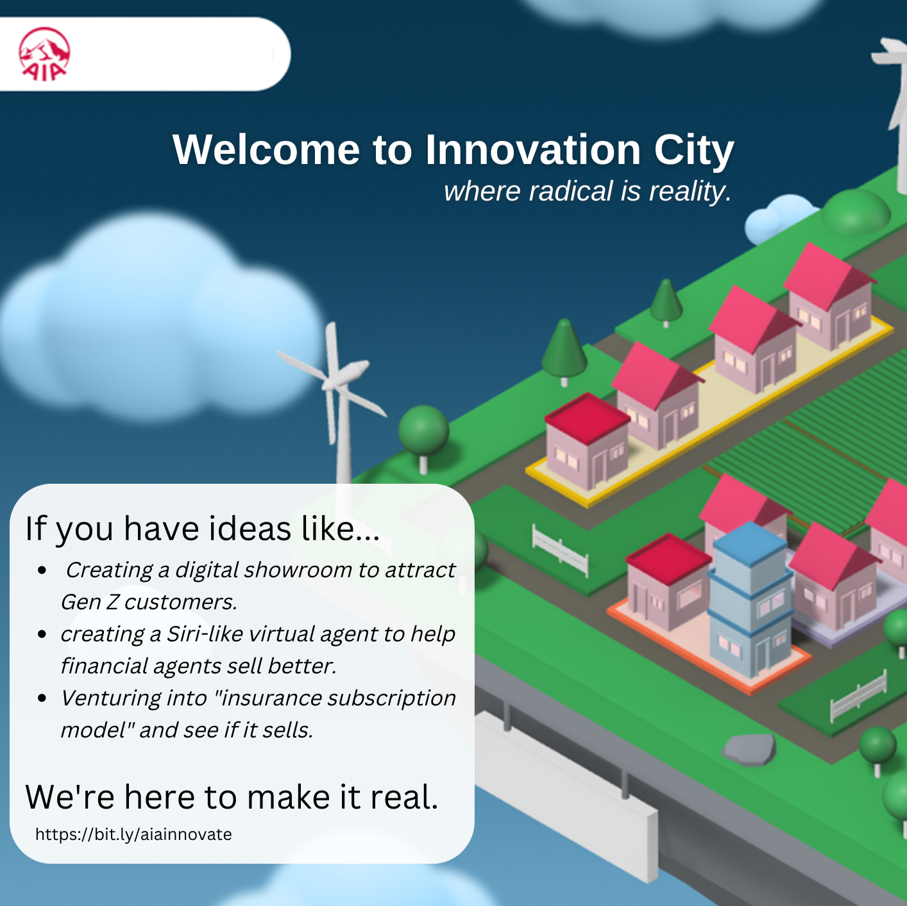 AIA
Welcome to Innovation City
where radical is reality.
If you have ideas like...
• Creating a digital showroom to attract
Gen Z customers.
• creating a Siri-like virtual agent to help
financial agents sell better.
• Venturing into "insurance subscription
model" and see if it sells.
We're here to make it real.
https://bit.ly/aiainnovate